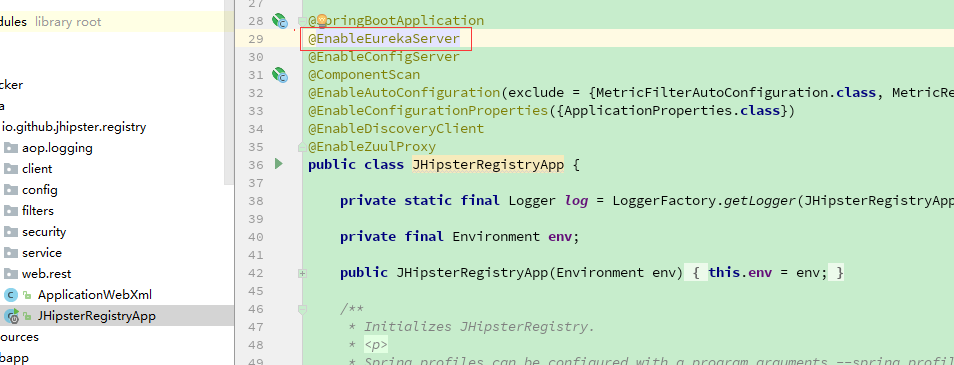 dules library root
cker
a
io.github.jhipster.registry
aop.logging
client
config
filters
security
service
web.rest
ApplicationWebXml
JHipsterRegistryApp
ources
bapp
27
28 @SpringBootApplication
29 @EnableEurekaServer
30 @EnableConfigServer
31 @ComponentScan
32 @EnableAutoConfiguration(exclude = {MetricFilterAutoConfiguration.class, MetricRe
33 @EnableConfigurationProperties({ApplicationProperties.class})
34 @EnableDiscoveryClient
35 @EnableZuulProxy
36 public class JHipsterRegistryApp {
37
38 private static final Logger log = LoggerFactory.getLogger(JHipsterRegistryApp
39
40 private final Environment env;
41
42 public JHipsterRegistryApp(Environment env) { this.env = env; }
45
46 /**
47 * Initializes JHipsterRegistry.
48 * <p>
49 * Spring profiles can be configured with a program arguments --spring.profil